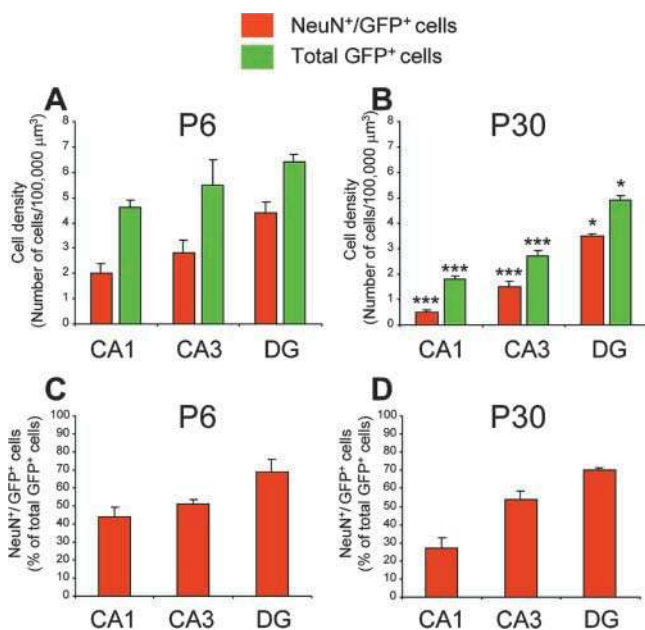 NeuN⁺/GFP⁺ cells
Total GFP⁺ cells
A
P6
Cell density
(Number of cells/100,000 µm³)
8
7
6
5
4
3
2
1
0
CA1 CA3 DG
B
P30
Cell density
(Number of cells/100,000 µm³)
8
7
6
5
4
3
2
1
0
*** *** *** *** * *
CA1 CA3 DG
C
P6
NeuN⁺/ GFP⁺ cells
(% of total GFP⁺ cells)
100
90
80
70
60
50
40
30
20
10
0
CA1 CA3 DG
D
P30
NeuN⁺/ GFP⁺ cells
(% of total GFP⁺ cells)
100
90
80
70
60
50
40
30
20
10
0
CA1 CA3 DG